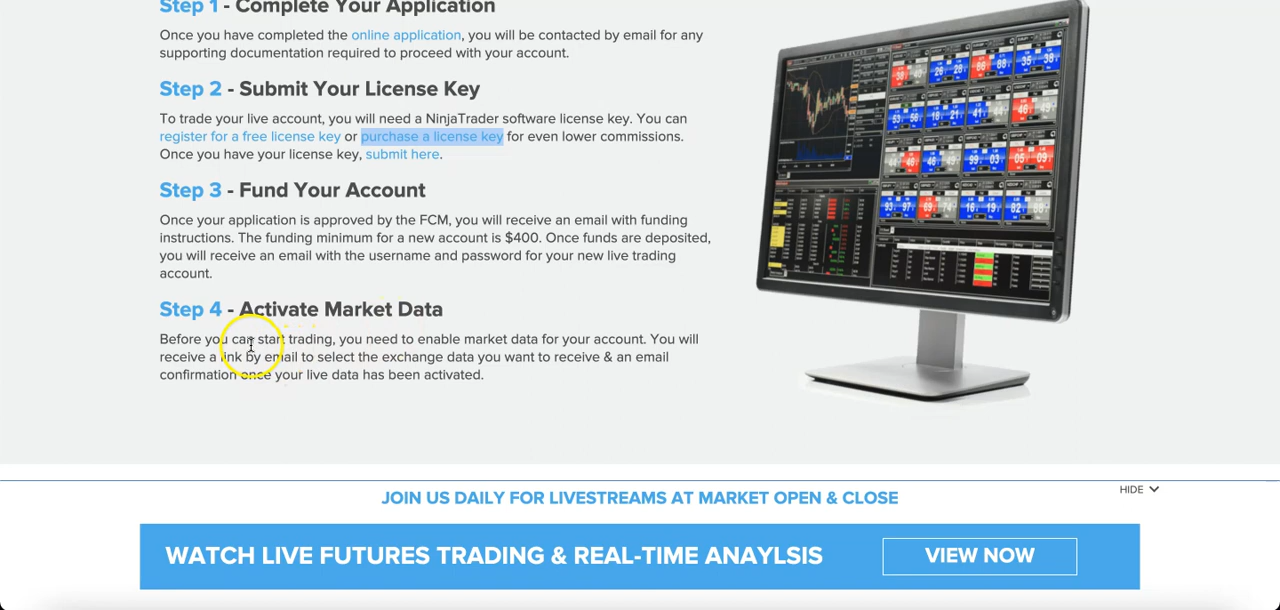 Step 1 - Complete Your Application
Once you have completed the online application, you will be contacted by email for any
supporting documentation required to proceed with your account.
Step 2 - Submit Your License Key
To trade your live account, you will need a NinjaTrader software license key. You can
register for a free license key or purchase a license key for even lower commissions.
Once you have your license key, submit here.
Step 3 - Fund Your Account
Once your application is approved by the FCM, you will receive an email with funding
instructions. The funding minimum for a new account is $400. Once funds are deposited,
you will receive an email with the username and password for your new live trading
account.
Step 4 - Activate Market Data
Before you can start trading, you need to enable market data for your account. You will
receive a link by email to select the exchange data you want to receive & an email
confirmation once your live data has been activated.
JOIN US DAILY FOR LIVESTREAMS AT MARKET OPEN & CLOSE
HIDE
WATCH LIVE FUTURES TRADING & REAL-TIME ANAYLSIS
VIEW NOW